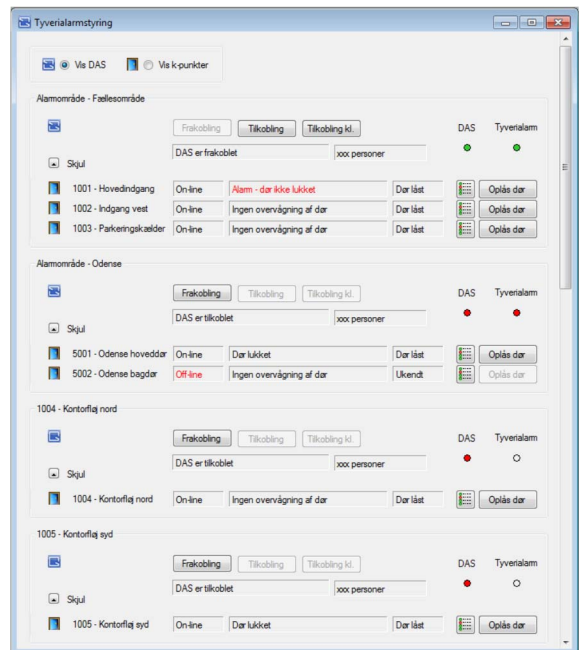 Tyverialarmstyring
Vis DAS Vis k-punkter
Alarmområde - Fællesområde
Frakobling Tilkobling Tilkobling kl. DAS Tyverialarm
DAS er frakoblet xxx personer
Skjul
1001 - Hovedindgang On-line Alarm - dør ikke lukket Dør låst Oplås dør
1002 - Indgang vest On-line Ingen overvågning af dør Dør låst Oplås dør
1003 - Parkeringskælder On-line Ingen overvågning af dør Dør låst Oplås dør
Alarmområde - Odense
Frakobling Tilkobling Tilkobling kl. DAS Tyverialarm
DAS er tilkoblet xxx personer
Skjul
5001 - Odense hoveddør On-line Dør lukket Dør låst Oplås dør
5002 - Odense bagdør Off-line Ingen overvågning af dør Ukendt Oplås dør
1004 - Kontorfløj nord
Frakobling Tilkobling Tilkobling kl. DAS Tyverialarm
DAS er tilkoblet xxx personer
Skjul
1004 - Kontorfløj nord On-line Ingen overvågning af dør Dør låst Oplås dør
1005 - Kontorfløj syd
Frakobling Tilkobling Tilkobling kl. DAS Tyverialarm
DAS er tilkoblet xxx personer
Skjul
1005 - Kontorfløj syd On-line Dør lukket Dør låst Oplås dør